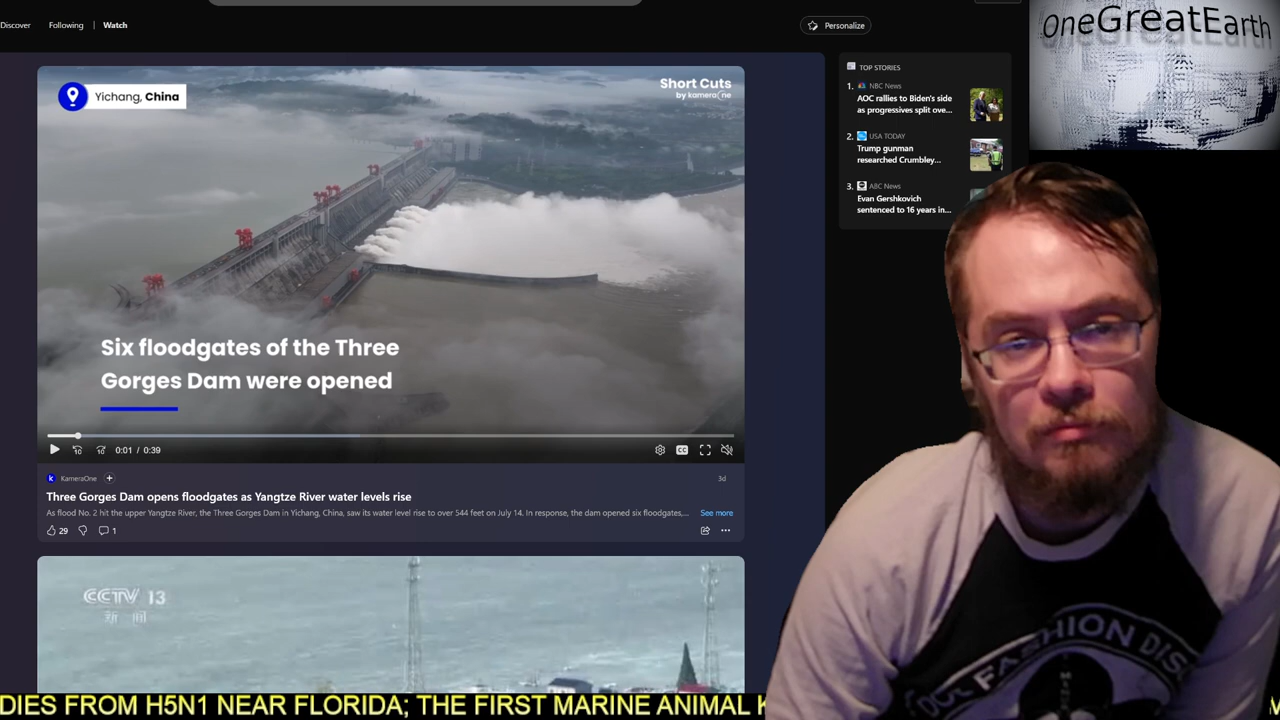 Discover Following | Watch
Personalize
OneGreatEarth
Yichang, China
Short Cuts
by kameraOne
Six floodgates of the Three
Gorges Dam were opened
0:01 / 0:39
CC
KameraOne
3d
Three Gorges Dam opens floodgates as Yangtze River water levels rise
As flood No. 2 hit the upper Yangtze River, the Three Gorges Dam in Yichang, China, saw its water level rise to over 544 feet on July 14. In response, the dam opened six floodgates,... See more
29
1
TOP STORIES
1. NBC News
AOC rallies to Biden's side
as progressives split ove...
2. USA TODAY
Trump gunman
researched Crumbley...
3. ABC News
Evan Gershkovich
sentenced to 16 years in...
CCTV 13
新闻
FASHION DIS
DIES FROM H5N1 NEAR FLORIDA; THE FIRST MARINE ANIMAL